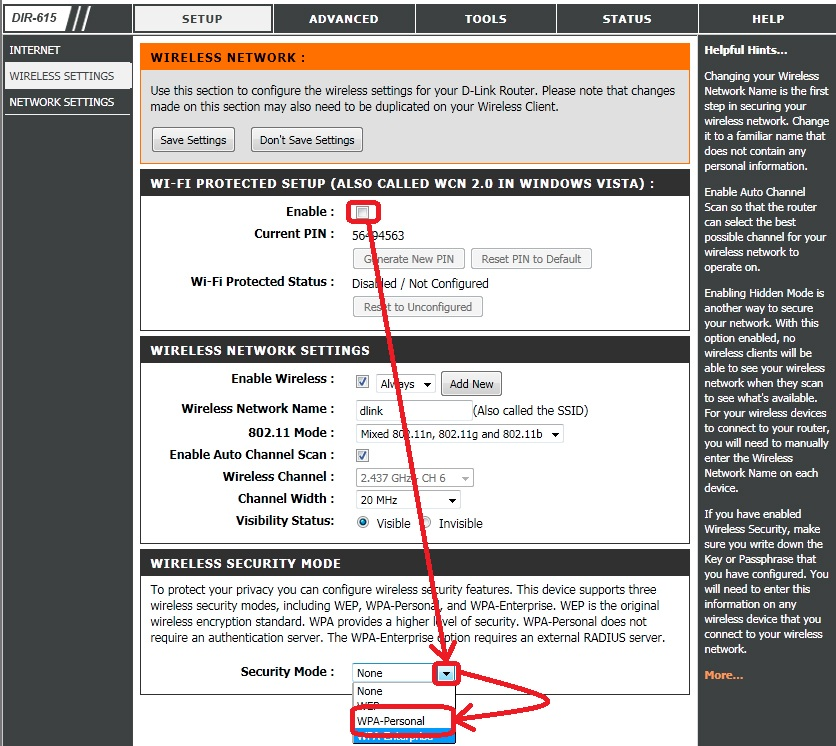 DIR-615
SETUP
ADVANCED
TOOLS
STATUS
HELP
INTERNET
WIRELESS SETTINGS
NETWORK SETTINGS
WIRELESS NETWORK :
Use this section to configure the wireless settings for your D-Link Router. Please note that changes
made on this section may also need to be duplicated on your Wireless Client.
Save Settings
Don't Save Settings
WI-FI PROTECTED SETUP (ALSO CALLED WCN 2.0 IN WINDOWS VISTA) :
Enable :
Current PIN : 56494563
Generate New PIN
Reset PIN to Default
Wi-Fi Protected Status : Disabled / Not Configured
Reset to Unconfigured
WIRELESS NETWORK SETTINGS
Enable Wireless : Always Add New
Wireless Network Name : dlink (Also called the SSID)
802.11 Mode : Mixed 802.11n, 802.11g and 802.11b
Enable Auto Channel Scan :
Wireless Channel : 2.437 GHz - CH 6
Channel Width : 20 MHz
Visibility Status: Visible Invisible
WIRELESS SECURITY MODE
To protect your privacy you can configure wireless security features. This device supports three
wireless security modes, including WEP, WPA-Personal, and WPA-Enterprise. WEP is the original
wireless encryption standard. WPA provides a higher level of security. WPA-Personal does not
require an authentication server. The WPA-Enterprise option requires an external RADIUS server.
Security Mode : None
None
WEP
WPA-Personal
WPA-Enterprise
Helpful Hints...
Changing your Wireless
Network Name is the first
step in securing your
wireless network. Change
it to a familiar name that
does not contain any
personal information.
Enable Auto Channel
Scan so that the router
can select the best
possible channel for your
wireless network to
operate on.
Enabling Hidden Mode is
another way to secure
your network. With this
option enabled, no
wireless clients will be
able to see your wireless
network when they scan
to see what's available.
For your wireless devices
to connect to your router,
you will need to manually
enter the Wireless
Network Name on each
device.
If you have enabled
Wireless Security, make
sure you write down the
Key or Passphrase that
you have configured. You
will need to enter this
information on any
wireless device that you
connect to your wireless
network.
More...